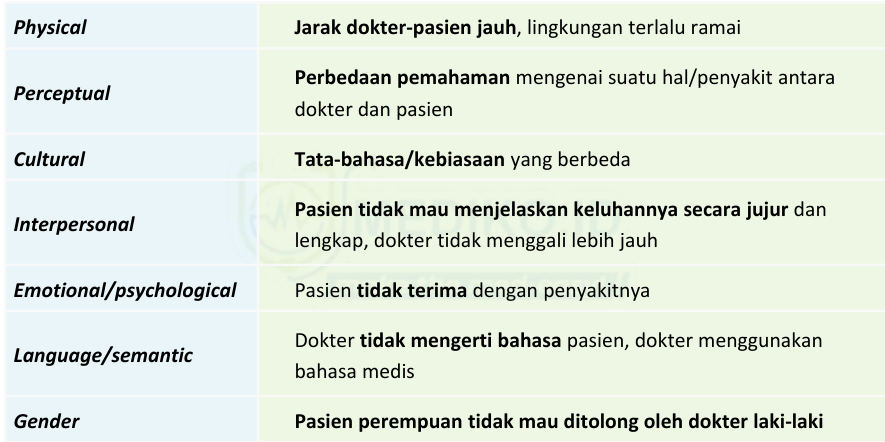 Physical
Jarak dokter-pasien jauh, lingkungan terlalu ramai
Perceptual
Perbedaan pemahaman mengenai suatu hal/penyakit antara
dokter dan pasien
Cultural
Tata-bahasa/kebiasaan yang berbeda
Interpersonal
Pasien tidak mau menjelaskan keluhannya secara jujur dan
lengkap, dokter tidak menggali lebih jauh
Emotional/psychological
Pasien tidak terima dengan penyakitnya
Language/semantic
Dokter tidak mengerti bahasa pasien, dokter menggunakan
bahasa medis
Gender
Pasien perempuan tidak mau ditolong oleh dokter laki-laki